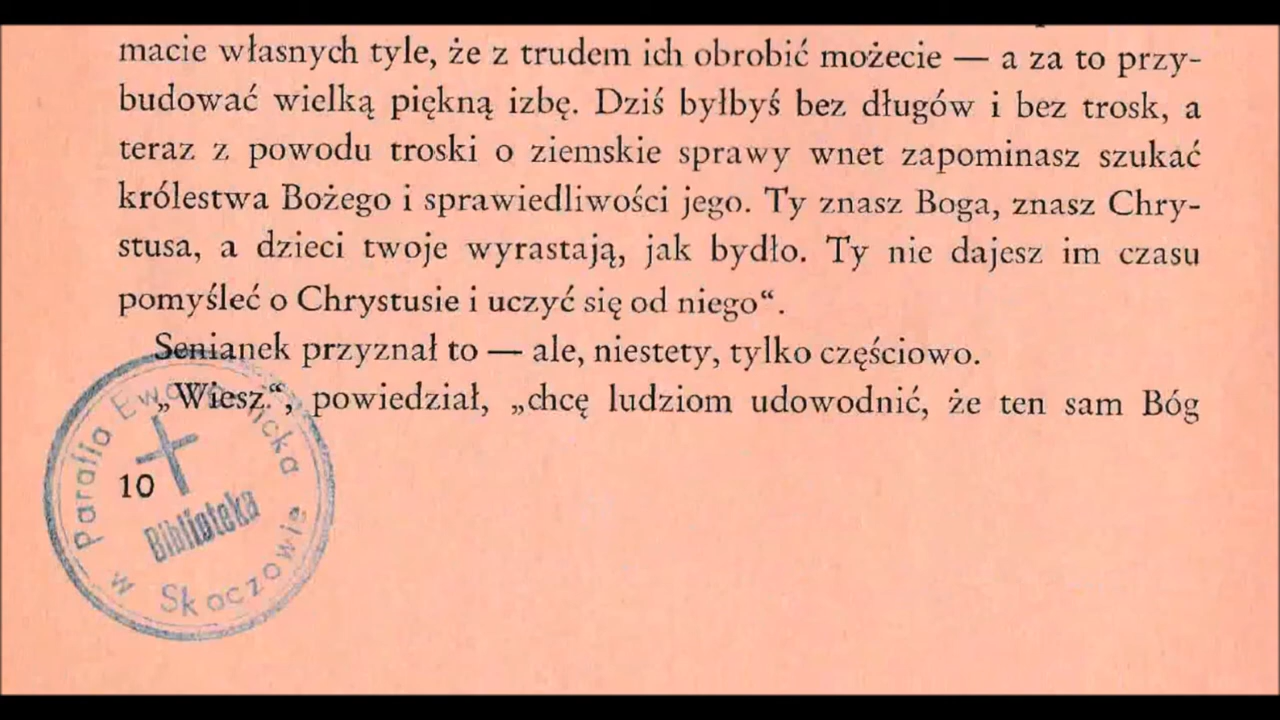 macie własnych tyle, że z trudem ich obrobić możecie — a za to przy-
budować wielką piękną izbę. Dziś byłbyś bez długów i bez trosk, a
teraz z powodu troski o ziemskie sprawy wnet zapominasz szukać
królestwa Bożego i sprawiedliwości jego. Ty znasz Boga, znasz Chry-
stusa, a dzieci twoje wyrastają, jak bydło. Ty nie dajesz im czasu
pomyśleć o Chrystusie i uczyć się od niego“.
Senianek przyznał to — ale, niestety, tylko częściowo.
„Wiesz“, powiedział, „chcę ludziom udowodnić, że ten sam Bóg
10
Parafia
Biblioteka
w Skoczowie